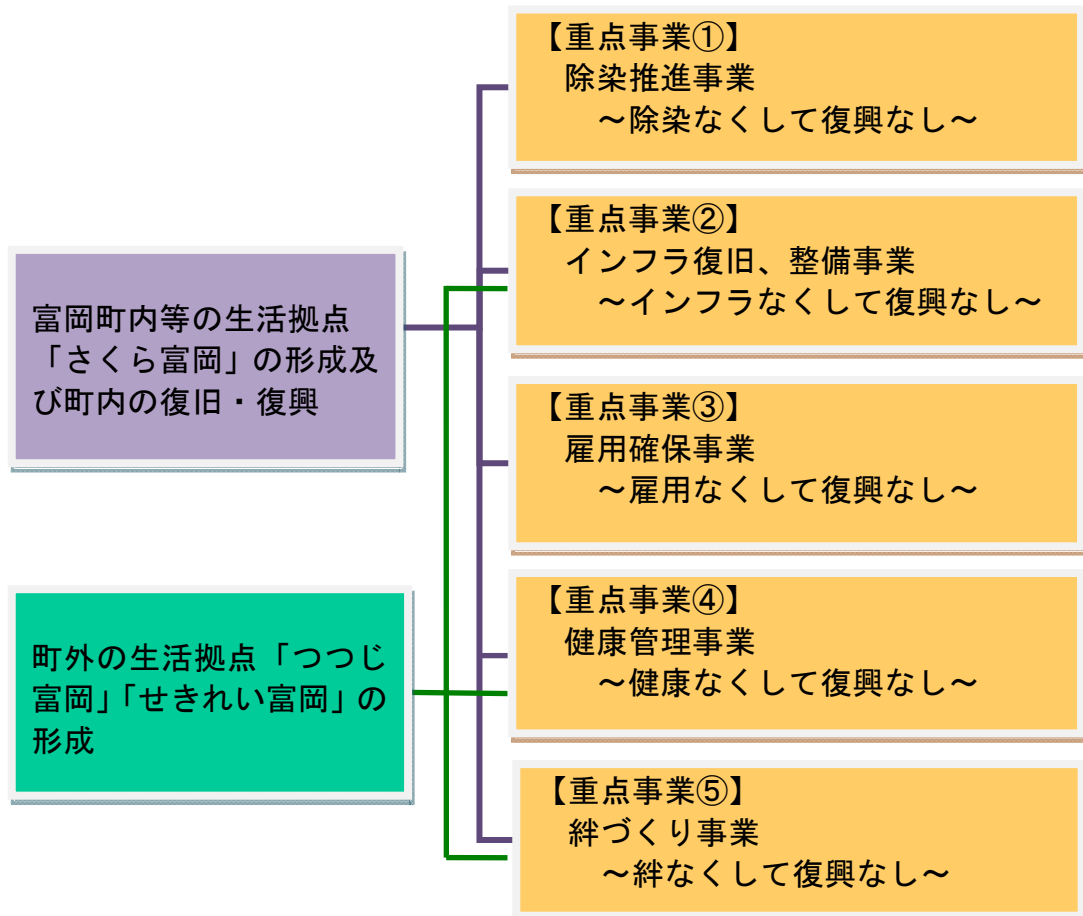 富岡町内等の生活拠点
「さくら富岡」の形成及
び町内の復旧・復興
町外の生活拠点「つつじ
富岡」「せきれい富岡」の
形成
【重点事業①】
除染推進事業
～除染なくして復興なし～
【重点事業②】
インフラ復旧、整備事業
～インフラなくして復興なし～
【重点事業③】
雇用確保事業
～雇用なくして復興なし～
【重点事業④】
健康管理事業
～健康なくして復興なし～
【重点事業⑤】
絆づくり事業
～絆なくして復興なし～